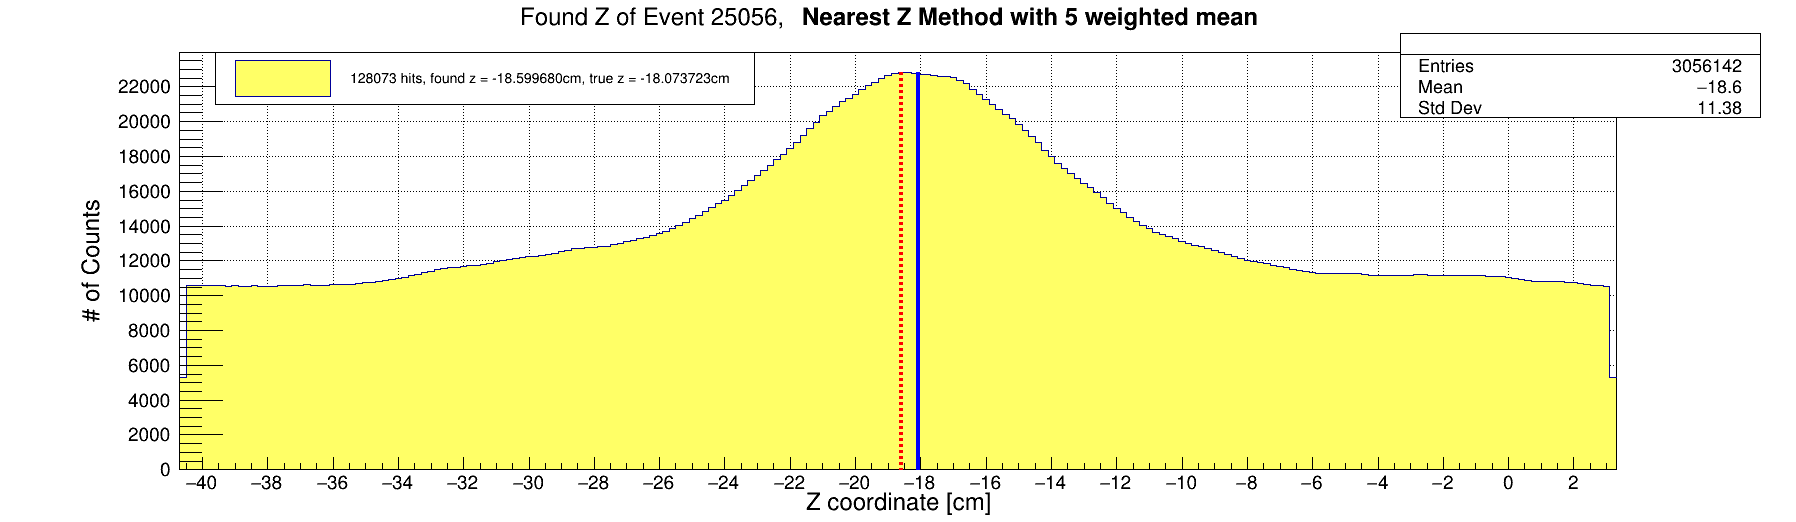 Found Z of Event 25056, Nearest Z Method with 5 weighted mean
128073 hits, found z = -18.599680cm, true z = -18.073723cm
Entries 3056142
Mean −18.6
Std Dev 11.38
# of Counts
22000
20000
18000
16000
14000
12000
10000
8000
6000
4000
2000
0
−40 −38 −36 −34 −32 −30 −28 −26 −24 −22 −20 −18 −16 −14 −12 −10 −8 −6 −4 −2 0 2
Z coordinate [cm]